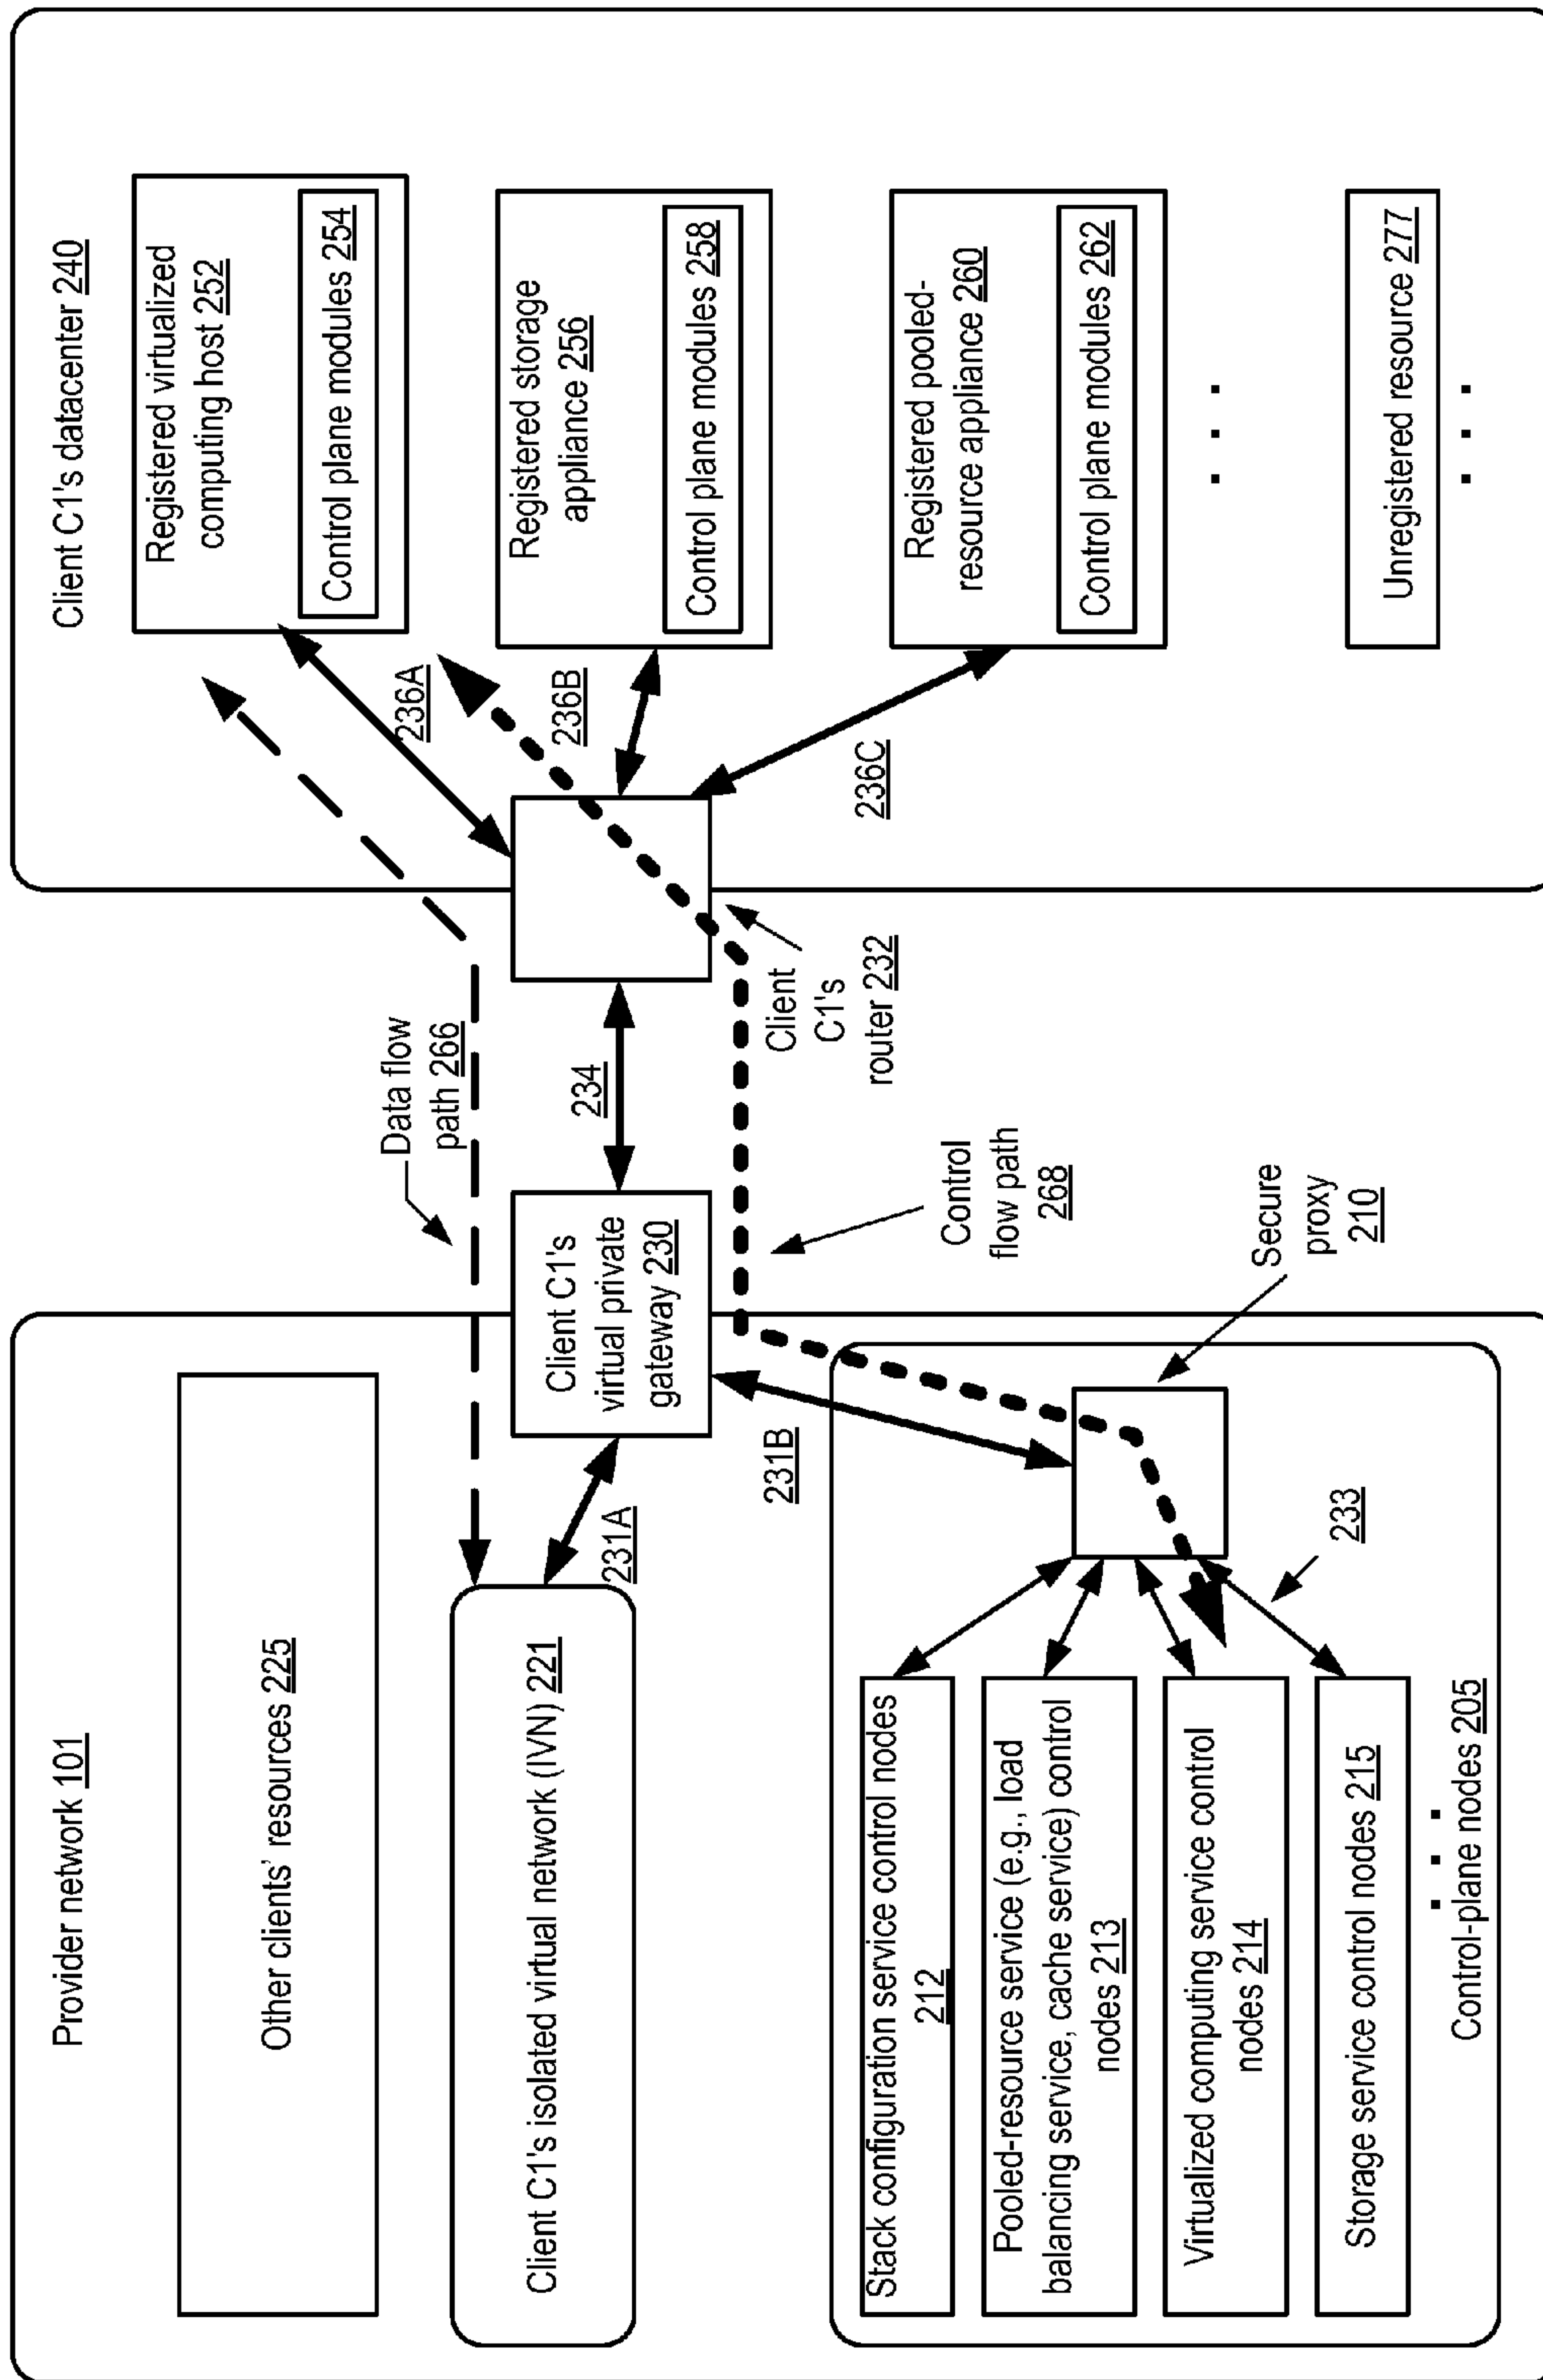 Provider network 101
Other clients' resources 225
Client C1's isolated virtual network (IVN) 221
231A
Client C1's
virtual private
gateway 230
231B
Data flow
path 266
234
Control
flow path
268
Secure
proxy
210
233
Stack configuration service control nodes
212
Pooled-resource service (e.g., load
balancing service, cache service) control
nodes 213
Virtualized computing service control
nodes 214
Storage service control nodes 215
Control-plane nodes 205
Client
C1's
router 232
Client C1's datacenter 240
236A
236B
236C
Registered virtualized
computing host 252
Control plane modules 254
Registered storage
appliance 256
Control plane modules 258
Registered pooled-
resource appliance 260
Control plane modules 262
Unregistered resource 277